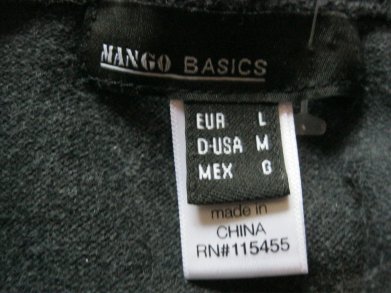 MANGO BASICS
EUR L
D-USA M
MEX G
made in
CHINA
RN#115455